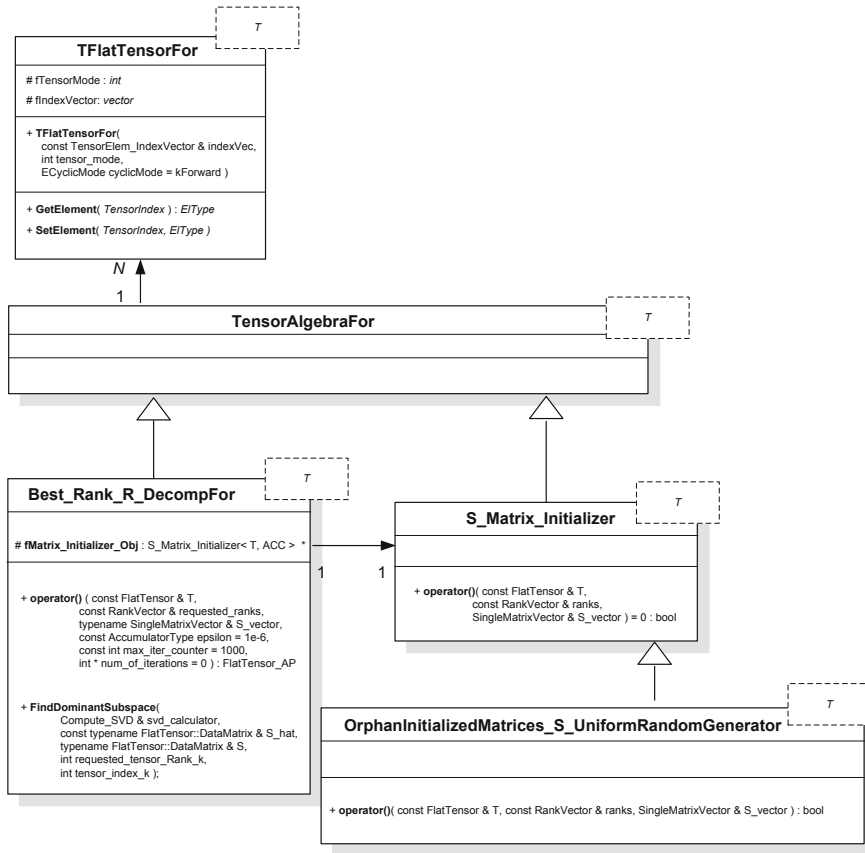 T
TFlatTensorFor
# fTensorMode : int
# fIndexVector: vector
+ TFlatTensorFor(
const TensorElem_IndexVector & indexVec,
int tensor_mode,
ECyclicMode cyclicMode = kForward )
+ GetElement( TensorIndex ) : ElType
+ SetElement( TensorIndex, ElType )
N
1
TensorAlgebraFor
T
T
Best_Rank_R_DecompFor
# fMatrix_Initializer_Obj : S_Matrix_Initializer< T, ACC > *
+ operator() ( const FlatTensor & T,
const RankVector & requested_ranks,
typename SingleMatrixVector & S_vector,
const AccumulatorType epsilon = 1e-6,
const int max_iter_counter = 1000,
int * num_of_iterations = 0 ) : FlatTensor_AP
+ FindDominantSubspace(
Compute_SVD & svd_calculator,
const typename FlatTensor::DataMatrix & S_hat,
typename FlatTensor::DataMatrix & S,
int requested_tensor_Rank_k,
int tensor_index_k );
1
1
T
S_Matrix_Initializer
+ operator()( const FlatTensor & T,
const RankVector & ranks,
SingleMatrixVector & S_vector ) = 0 : bool
T
OrphanInitializedMatrices_S_UniformRandomGenerator
+ operator()( const FlatTensor & T, const RankVector & ranks, SingleMatrixVector & S_vector ) : bool